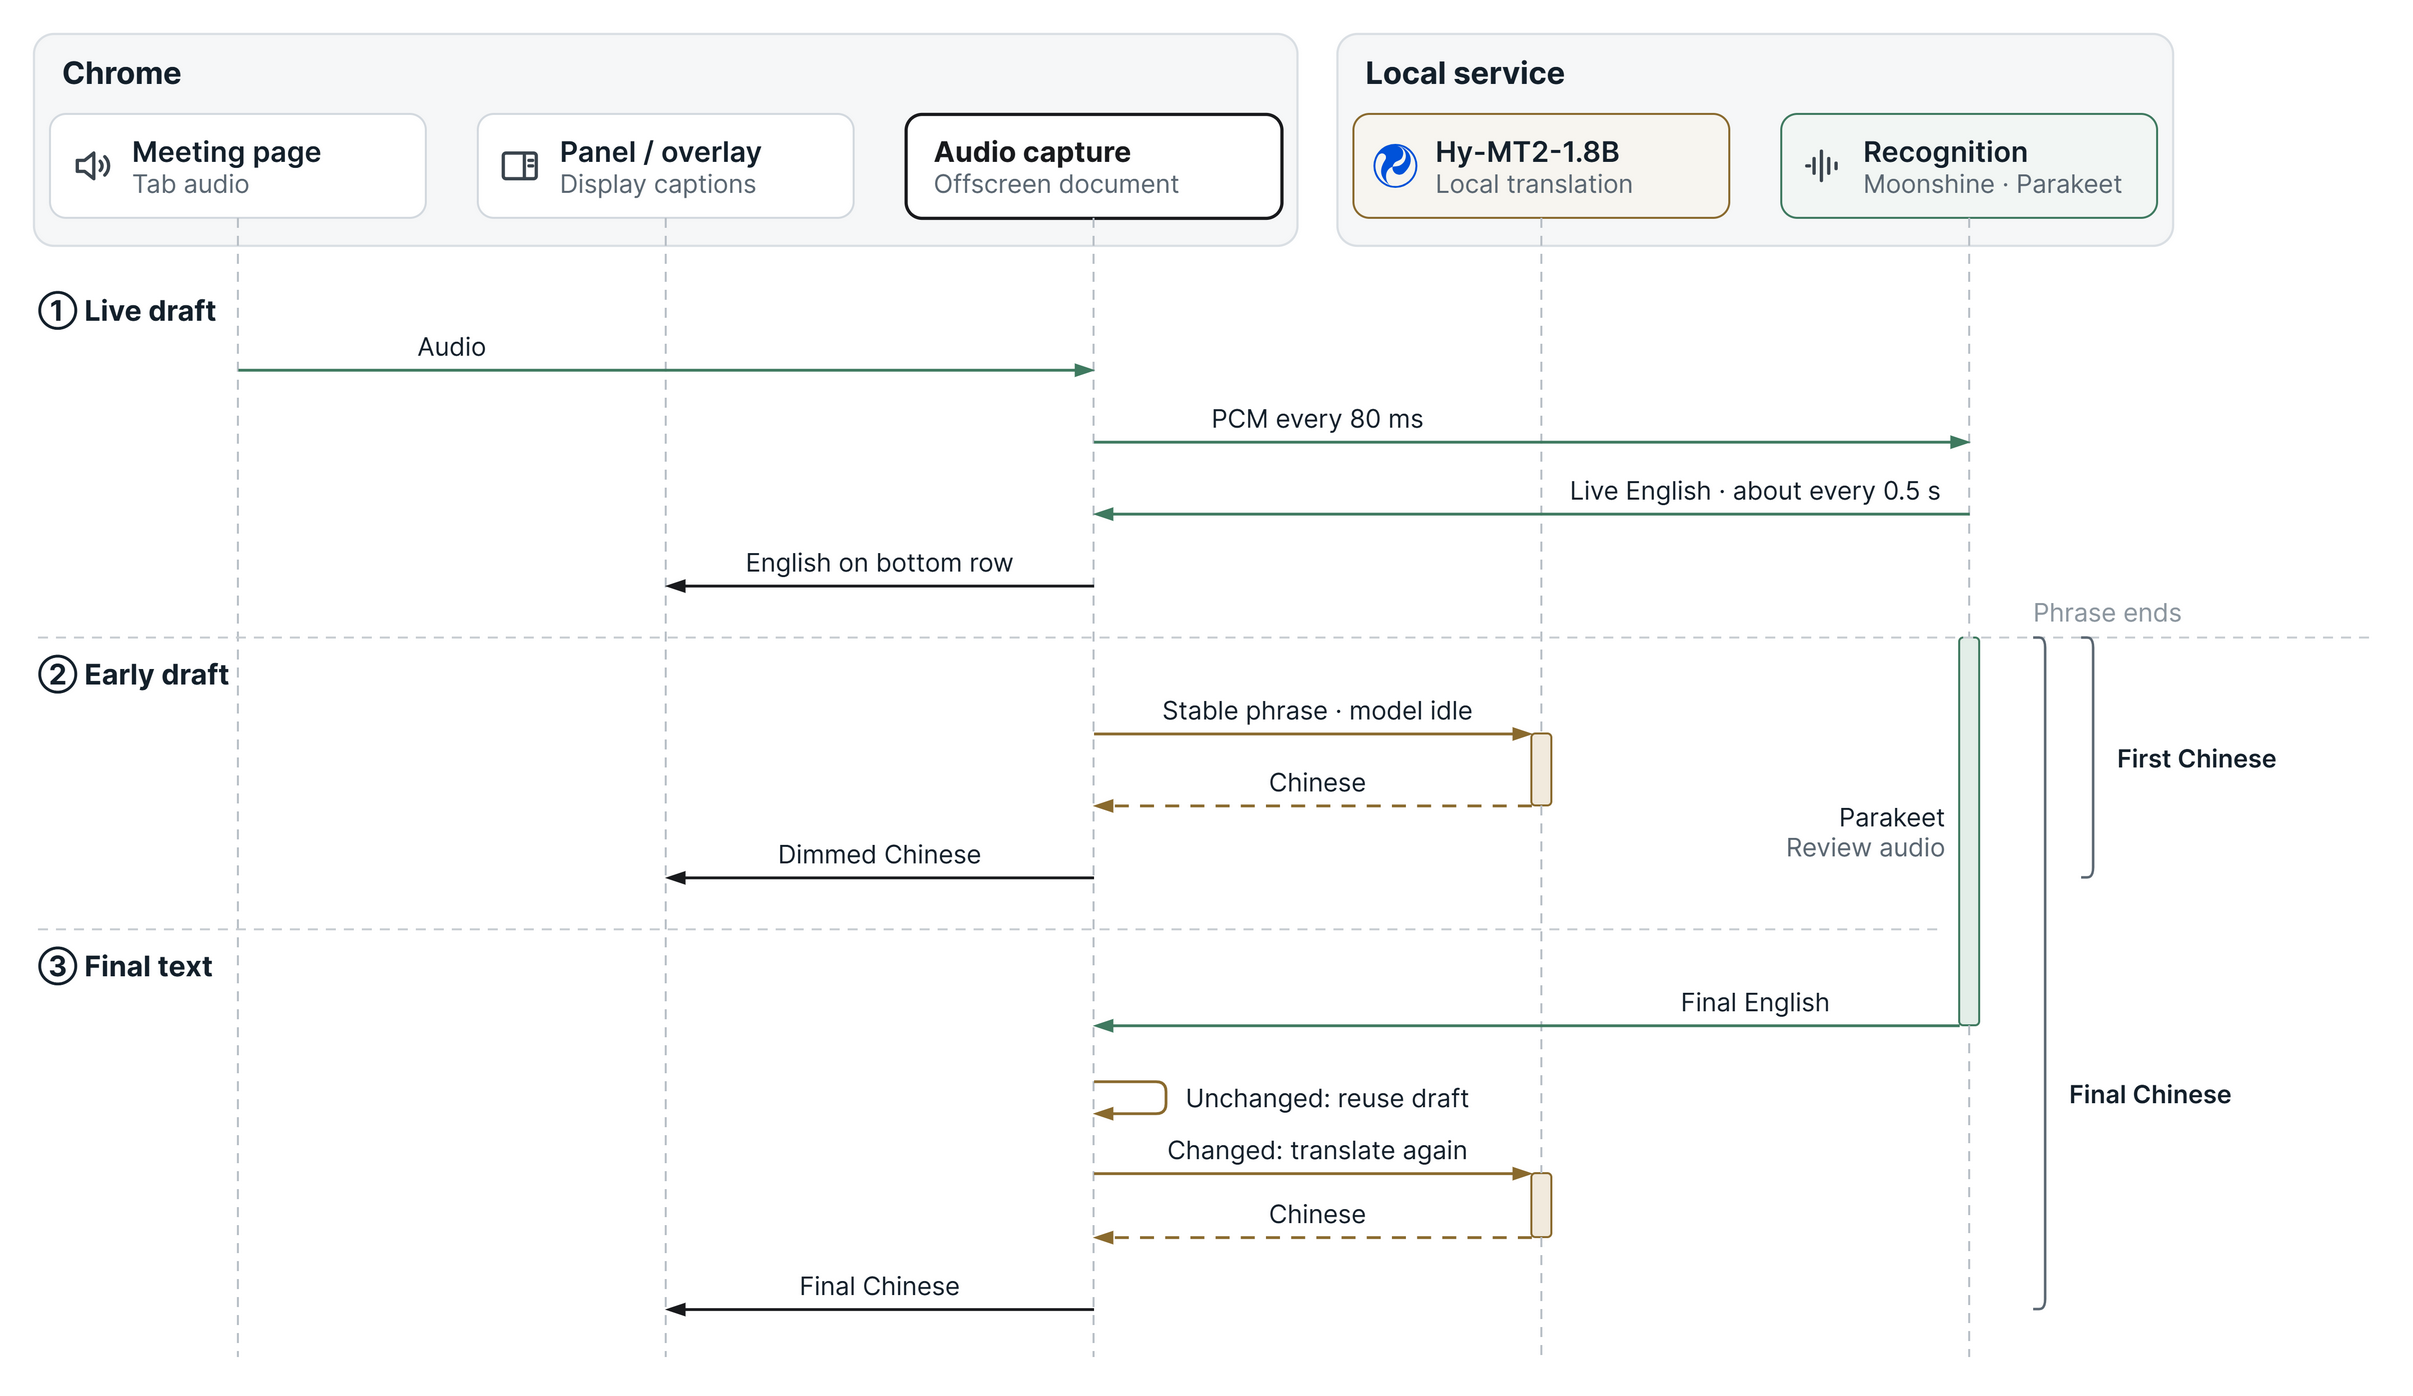 Chrome
Local service
Meeting page
Tab audio
Panel / overlay
Display captions
Audio capture
Offscreen document
Hy-MT2-1.8B
Local translation
Recognition
Moonshine · Parakeet
1 Live draft
Audio
PCM every 80 ms
Live English · about every 0.5 s
English on bottom row
Phrase ends
2 Early draft
Stable phrase · model idle
First Chinese
Chinese
Parakeet
Review audio
Dimmed Chinese
3 Final text
Final English
Unchanged: reuse draft
Final Chinese
Changed: translate again
Chinese
Final Chinese